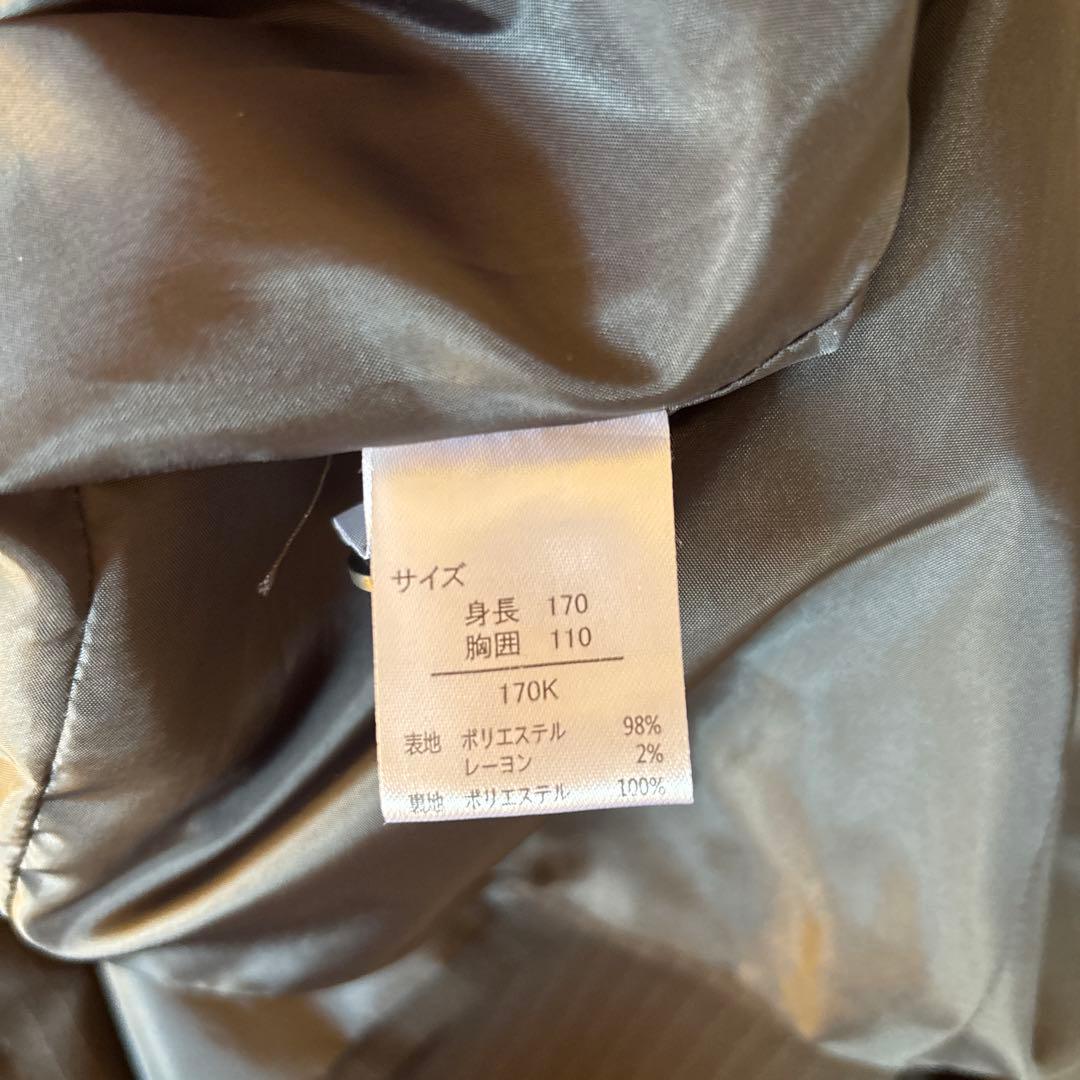 サイズ
身長 170
胸囲 110
170K
表地 ポリエステル 98%
レーヨン 2%
裏地 ポリエステル 100%